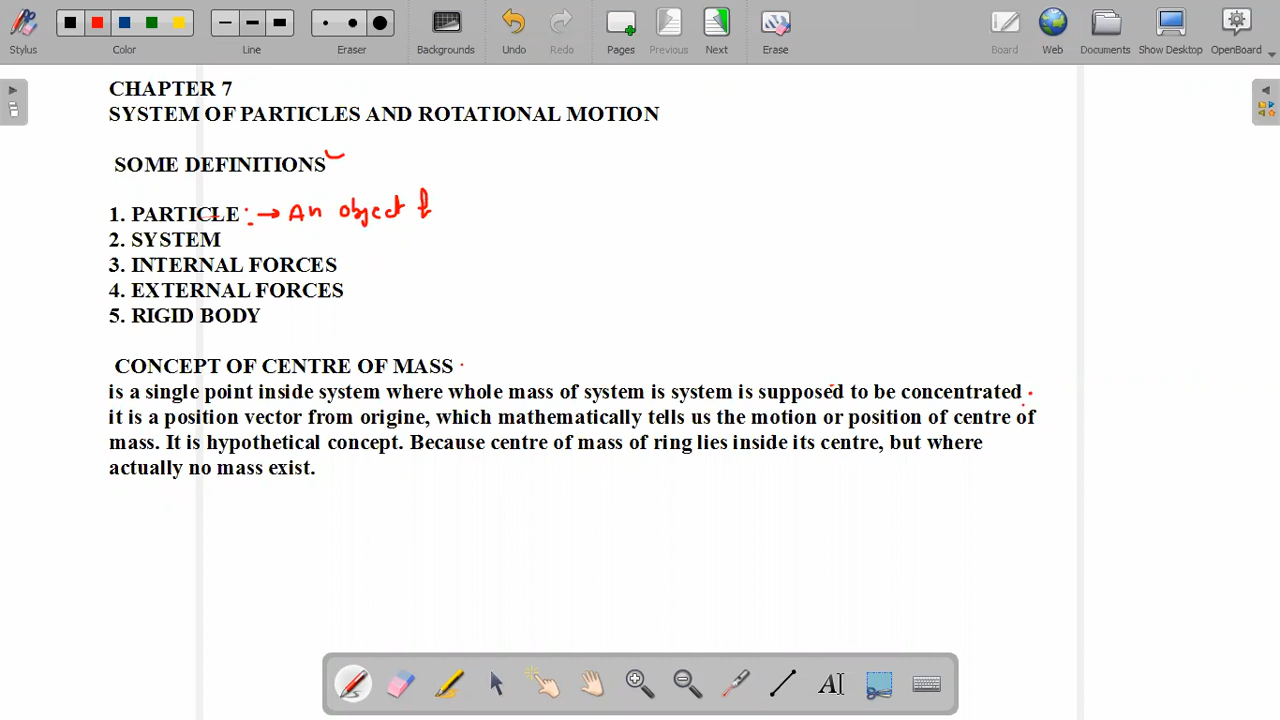 Stylus Color Line Eraser Backgrounds Undo Redo Pages Previous Next Erase Board Web Documents Show Desktop OpenBoard
CHAPTER 7
SYSTEM OF PARTICLES AND ROTATIONAL MOTION
SOME DEFINITIONS
1. PARTICLE :→ An object
2. SYSTEM
3. INTERNAL FORCES
4. EXTERNAL FORCES
5. RIGID BODY
CONCEPT OF CENTRE OF MASS
is a single point inside system where whole mass of system is system is supposed to be concentrated
it is a position vector from origine, which mathematically tells us the motion or position of centre of
mass. It is hypothetical concept. Because centre of mass of ring lies inside its centre, but where
actually no mass exist.